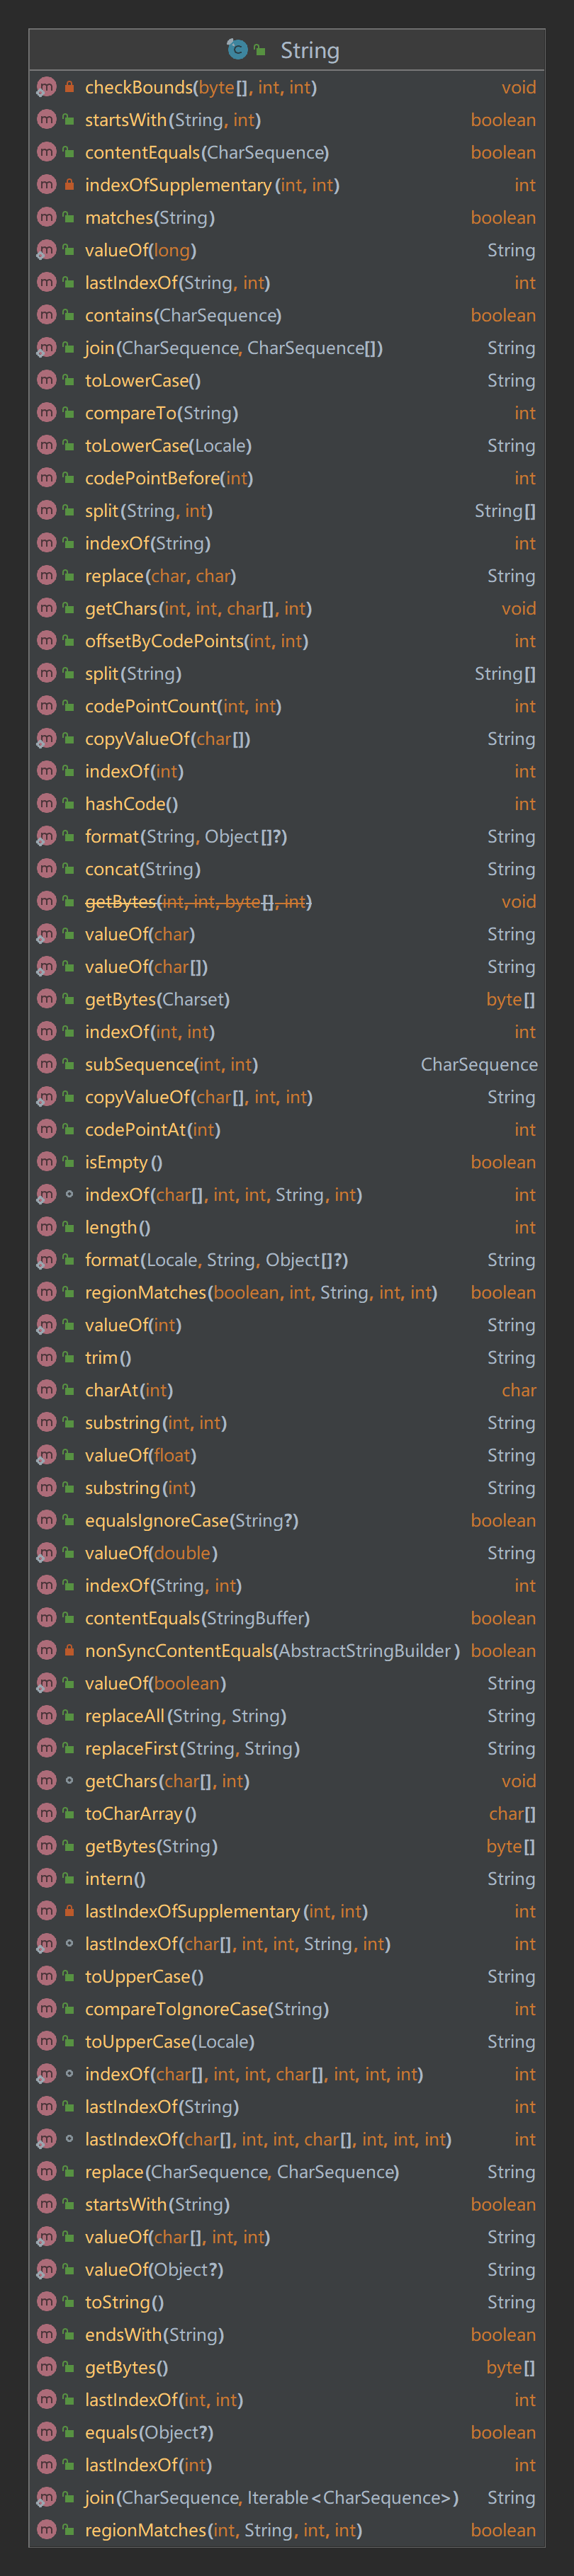 String
checkBounds(byte[], int, int) void
startsWith(String, int) boolean
contentEquals(CharSequence) boolean
indexOfSupplementary(int, int) int
matches(String) boolean
valueOf(long) String
lastIndexOf(String, int) int
contains(CharSequence) boolean
join(CharSequence, CharSequence[]) String
toLowerCase() String
compareTo(String) int
toLowerCase(Locale) String
codePointBefore(int) int
split(String, int) String[]
indexOf(String) int
replace(char, char) String
getChars(int, int, char[], int) void
offsetByCodePoints(int, int) int
split(String) String[]
codePointCount(int, int) int
copyValueOf(char[]) String
indexOf(int) int
hashCode() int
format(String, Object[]?) String
concat(String) String
getBytes(int, int, byte[], int) void
valueOf(char) String
valueOf(char[]) String
getBytes(Charset) byte[]
indexOf(int, int) int
subSequence(int, int) CharSequence
copyValueOf(char[], int, int) String
codePointAt(int) int
isEmpty() boolean
indexOf(char[], int, int, String, int) int
length() int
format(Locale, String, Object[]?) String
regionMatches(boolean, int, String, int, int) boolean
valueOf(int) String
trim() String
charAt(int) char
substring(int, int) String
valueOf(float) String
substring(int) String
equalsIgnoreCase(String?) boolean
valueOf(double) String
indexOf(String, int) int
contentEquals(StringBuffer) boolean
nonSyncContentEquals(AbstractStringBuilder) boolean
valueOf(boolean) String
replaceAll(String, String) String
replaceFirst(String, String) String
getChars(char[], int) void
toCharArray() char[]
getBytes(String) byte[]
intern() String
lastIndexOfSupplementary(int, int) int
lastIndexOf(char[], int, int, String, int) int
toUpperCase() String
compareToIgnoreCase(String) int
toUpperCase(Locale) String
indexOf(char[], int, int, char[], int, int, int) int
lastIndexOf(String) int
lastIndexOf(char[], int, int, char[], int, int, int) int
replace(CharSequence, CharSequence) String
startsWith(String) boolean
valueOf(char[], int, int) String
valueOf(Object?) String
toString() String
endsWith(String) boolean
getBytes() byte[]
lastIndexOf(int, int) int
equals(Object?) boolean
lastIndexOf(int) int
join(CharSequence, Iterable<CharSequence>) String
regionMatches(int, String, int, int) boolean